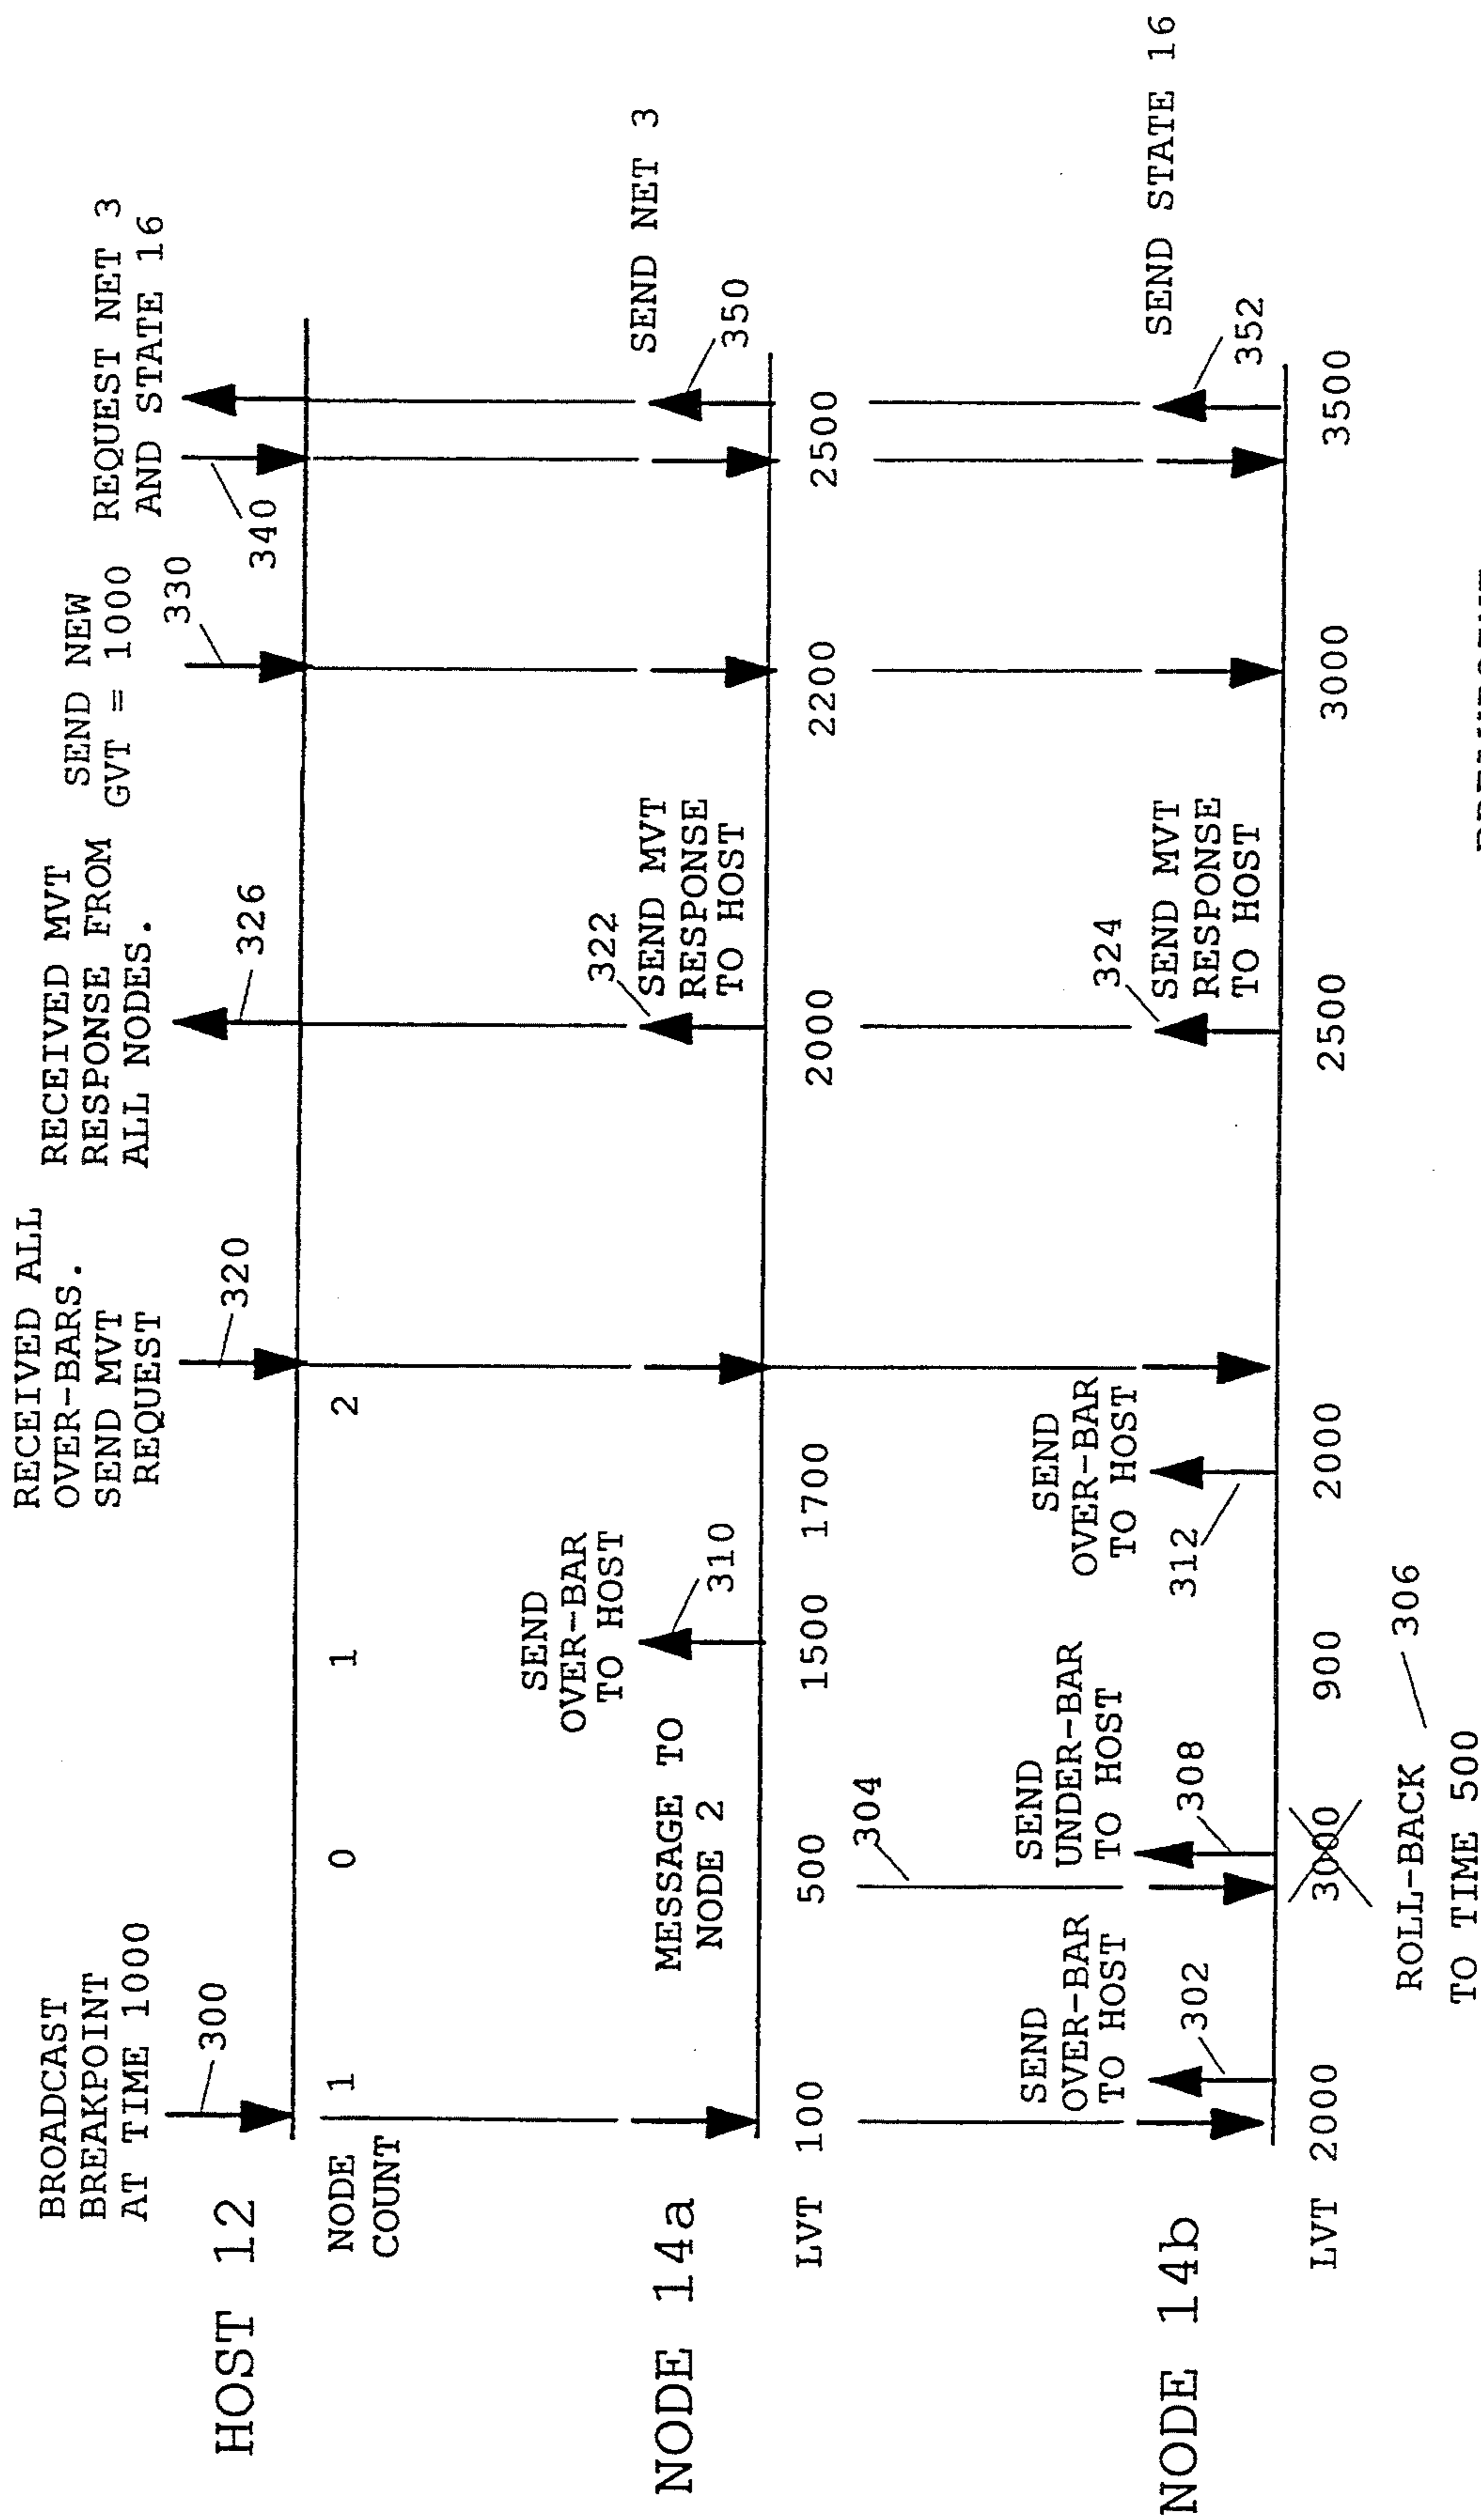 BROADCAST
BREAKPOINT
AT TIME 1000
300
RECEIVED ALL
OVER-BARS.
SEND MVT
REQUEST
320
RECEIVED MVT
RESPONSE FROM
ALL NODES.
326
SEND NEW
GVT = 1000
330
REQUEST NET 3
AND STATE 16
340
HOST 12
NODE
COUNT
1
0
1
2
NODE 14a
MESSAGE TO
NODE 2
SEND
OVER-BAR
TO HOST
310
322
SEND MVT
RESPONSE
TO HOST
SEND NET 3
350
LVT 100
500
1500
1700
2000
2200
2500
304
NODE 14b
SEND
OVER-BAR
TO HOST
302
SEND
UNDER-BAR
TO HOST
308
SEND
OVER-BAR
TO HOST
312
324
SEND MVT
RESPONSE
TO HOST
SEND STATE 16
352
LVT 2000
3000
900
2000
2500
3000
3500
ROLL-BACK
TO TIME 500
306